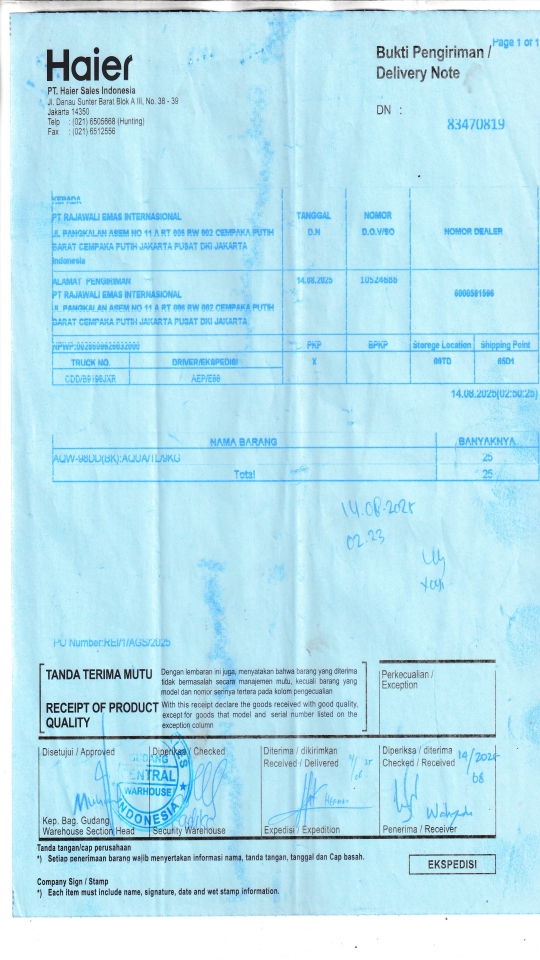 Page 1 of 1
Haier
Bukti Pengiriman /
Delivery Note
PT. Haier Sales Indonesia
Jl. Danau Sunter Barat Blok A III, No. 38 - 39
Jakarta 14350
Telp : (021) 6505868 (Hunting)
Fax : (021) 6512556
DN :
83470819
KEPADA
PT RAJAWALI EMAS INTERNASIONAL
JL PANGKALAN ASEM NO 11 A RT 006 RW 002 CEMPAKA PUTIH
BARAT CEMPAKA PUTIH JAKARTA PUSAT DKI JAKARTA
Indonesia
TANGGAL
D.N
NOMOR
D.O.V/SO
NOMOR DEALER
ALAMAT PENGIRIMAN
PT RAJAWALI EMAS INTERNASIONAL
JL PANGKALAN ASEM NO 11 A RT 006 RW 002 CEMPAKA PUTIH
BARAT CEMPAKA PUTIH JAKARTA PUSAT DKI JAKARTA
14.08.2025
10524686
PKP
BPKP
Storege Location
Shipping Point
TRUCK NO.
DRIVER/EKSPEDISI
X
14.08.2025(02:50:25)
NAMA BARANG
BANYAKNYA
AQW-98DD(BK):AQUA/TL/9KG
25
Total
25
02.23
PO Number:REI/1/AGS/2025
TANDA TERIMA MUTU
Dengan lembaran ini juga, menyatakan bahwa barang yang diterima
tidak bermasalah secara manajemen mutu, kecuali barang yang
model dan nomor serinya tertera pada kolom pengecualian
RECEIPT OF PRODUCT
QUALITY
With this receipt declare the goods received with good quality,
except for goods that model and serial number listed on the
exception column
Perkecualian /
Exception
Disetujui / Approved
Diperiksa / Checked
Diterima / dikirimkan
Received / Delivered
Diperiksa / diterima
Checked / Received
GUDANG
CENTRAL
WARHOUSE
INDONESIA
Kep. Bag. Gudang
Warehouse Section Head
Security Warehouse
Expedisi / Expedition
Penerima / Receiver
Tanda tangan/cap perusahaan
*) Setiap penerimaan barang wajib menyertakan informasi nama, tanda tangan, tanggal dan Cap basah.
EKSPEDISI
Company Sign / Stamp
*) Each item must include name, signature, date and wet stamp information.